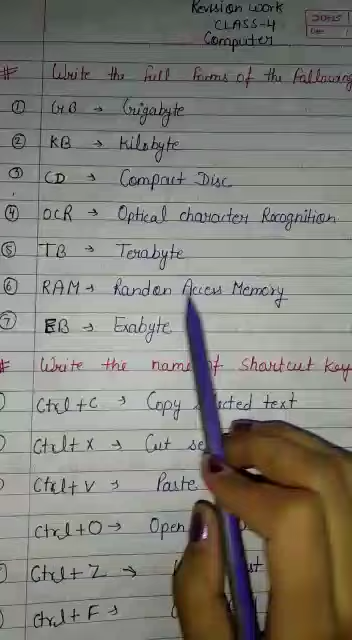 Revision work
CLASS-4
Computer
# Write the full forms of the following
① GB → Gigabyte
② KB → Kilobyte
③ CD → Compact Disc
④ OCR → Optical character Recognition
⑤ TB → Terabyte
⑥ RAM → Randon Access Memory
⑦ EB → Exabyte
# Write the name of shortcut key
Ctrl+C → Copy selected text
Ctrl+X → Cut
Ctrl+V → Paste
Ctrl+O → Open
Ctrl+Z →
Ctrl+F →